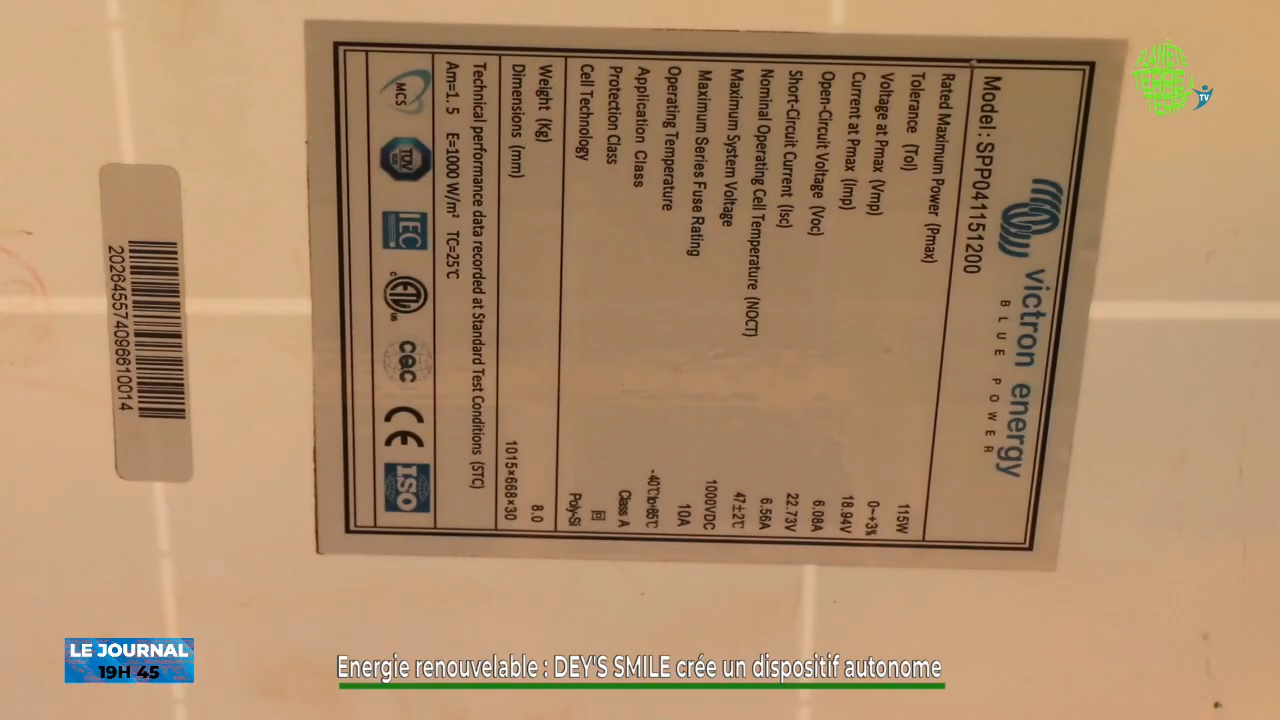 victron energy
BLUE POWER
Model: SPP041151200
Rated Maximum Power (Pmax) 115W
Tolerance (Tol) 0~+3%
Voltage at Pmax (Vmp) 18.94V
Current at Pmax (Imp) 6.08A
Open-Circuit Voltage (Voc) 22.73V
Short-Circuit Current (Isc) 6.56A
Nominal Operating Cell Temperature (NOCT) 47±2℃
Maximum System Voltage 1000VDC
Maximum Series Fuse Rating 10A
Operating Temperature -40℃to+85℃
Application Class Class A
Protection Class
Cell Technology Poly-Si
Weight (Kg) 8.0
Dimensions (mm) 1015×668×30
Technical performance data recorded at Standard Test Conditions (STC)
Am=1.5 E=1000 W/m² TC=25℃
MCS TÜV IEC ETL CQC CE ISO
202645574096610014
PLANÈTE
TV
LE JOURNAL
19H 45
Energie renouvelable : DEY'S SMILE crée un dispositif autonome